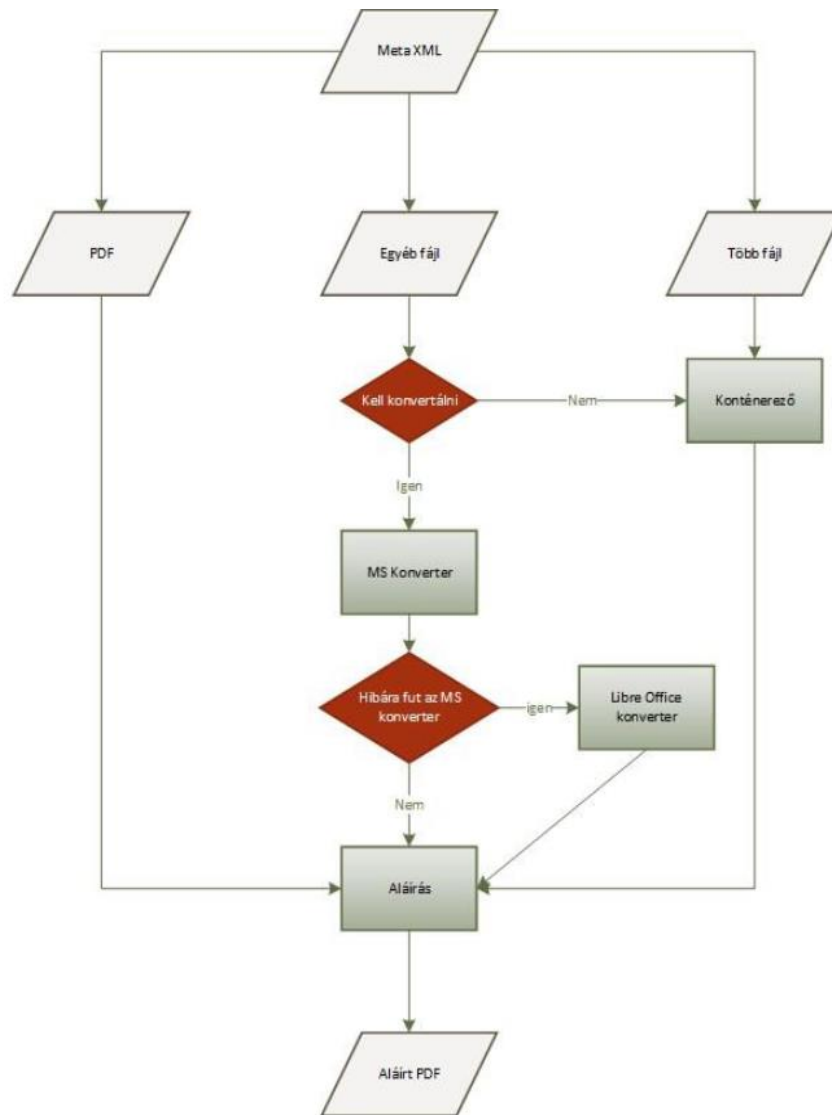 Meta XML
PDF
Egyéb fájl
Több fájl
Kell konvertálni
Nem
Konténerező
Igen
MS Konverter
Hibára fut az MS
konverter
igen
Libre Office
konverter
Nem
Aláírás
Aláírt PDF